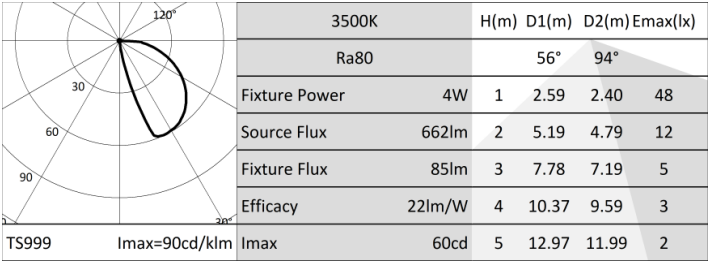 120°
30
60
90
30°
TS999 Imax=90cd/klm
3500K H(m) D1(m) D2(m) Emax(lx)
Ra80 56° 94°
Fixture Power 4W 1 2.59 2.40 48
Source Flux 662lm 2 5.19 4.79 12
Fixture Flux 85lm 3 7.78 7.19 5
Efficacy 22lm/W 4 10.37 9.59 3
Imax 60cd 5 12.97 11.99 2